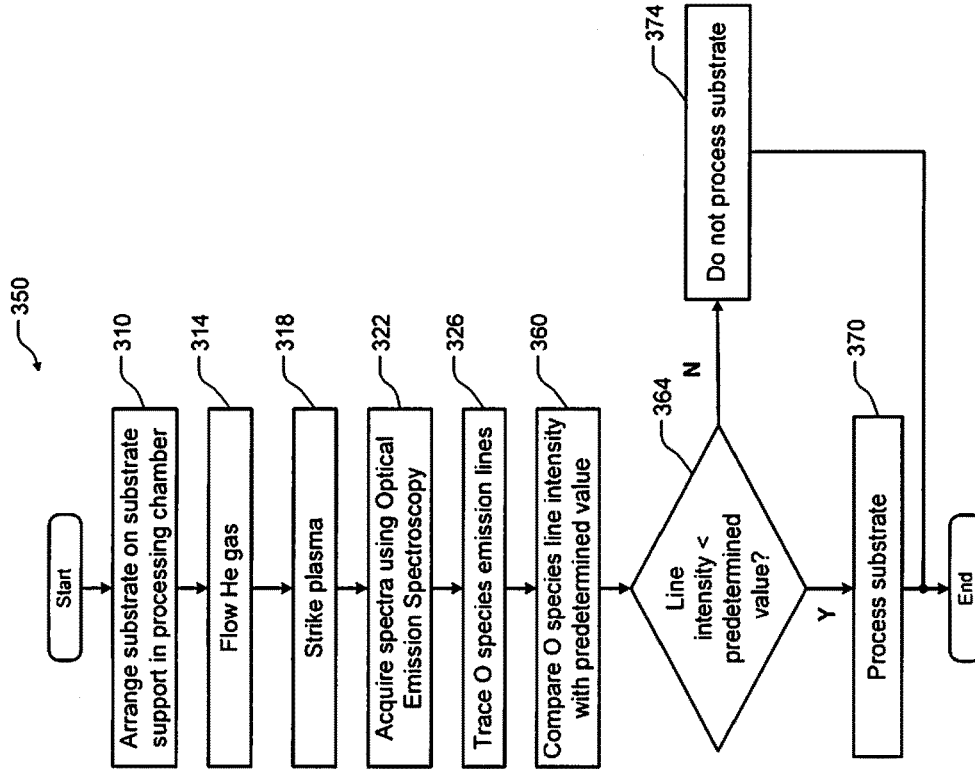 350
Start
Arrange substrate on substrate
support in processing chamber
310
Flow He gas
314
Strike plasma
318
Acquire spectra using Optical
Emission Spectroscopy
322
Trace O species emission lines
326
Compare O species line intensity
with predetermined value
360
Line
intensity <
predetermined
value?
364
N
Do not process substrate
374
Y
Process substrate
370
End